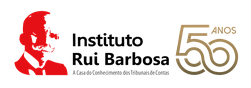 Instituto
Rui Barbosa
A Casa do Conhecimento dos Tribunais de Contas
50 ANOS